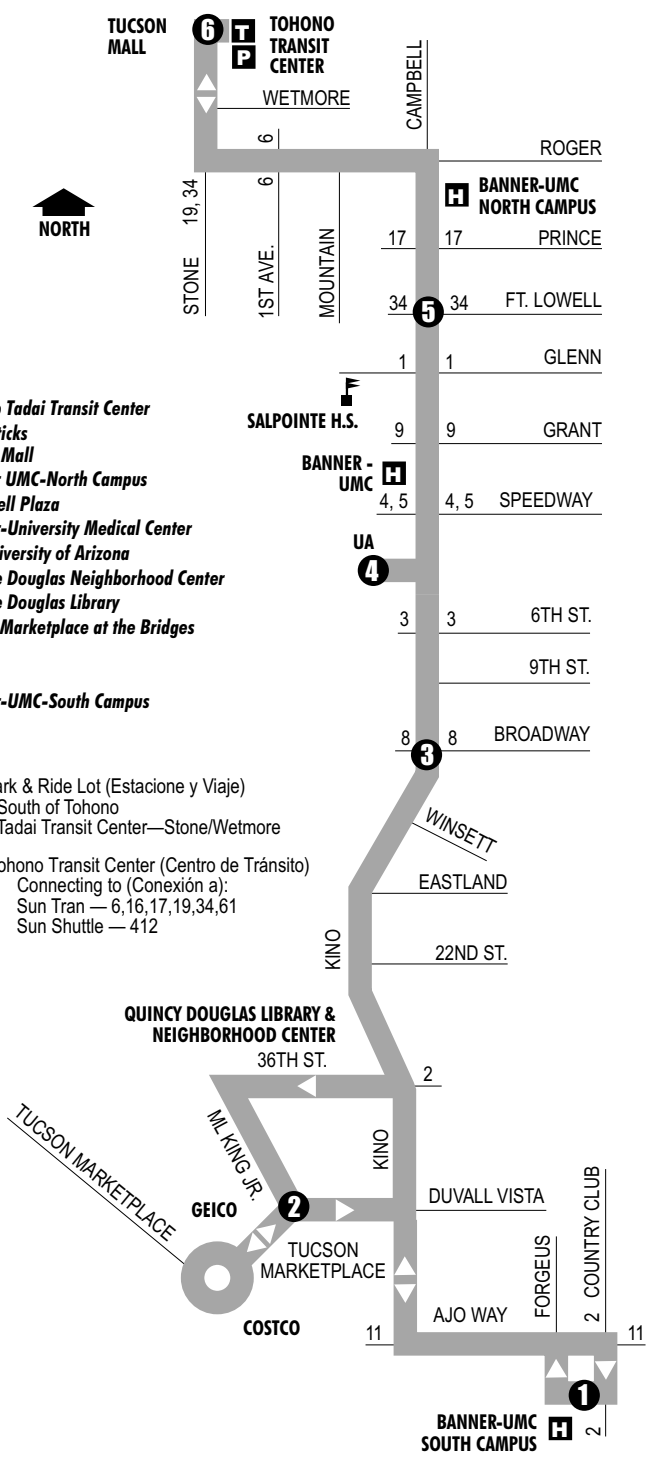 TUCSON
MALL
6
T
P
TOHONO
TRANSIT
CENTER
WETMORE
CAMPBELL
6
6
ROGER
NORTH
STONE
19, 34
1ST AVE.
MOUNTAIN
H
BANNER-UMC
NORTH CAMPUS
17
17
PRINCE
34
5
34
FT. LOWELL
1
1
GLENN
SALPOINTE H.S.
9
9
GRANT
BANNER -
UMC
H
4, 5
4, 5
SPEEDWAY
UA
4
3
3
6TH ST.
9TH ST.
8
3
8
BROADWAY
Tadai Transit Center
Mall
UMC-North Campus
Plaza
-University Medical Center
University of Arizona
Douglas Neighborhood Center
Douglas Library
Marketplace at the Bridges
-UMC-South Campus
& Ride Lot (Estacione y Viaje)
South of Tohono
Tadai Transit Center—Stone/Wetmore
Transit Center (Centro de Tránsito)
Connecting to (Conexión a):
Sun Tran — 6,16,17,19,34,61
Sun Shuttle — 412
WINSETT
EASTLAND
KINO
22ND ST.
QUINCY DOUGLAS LIBRARY &
NEIGHBORHOOD CENTER
36TH ST.
2
TUCSON MARKETPLACE
ML KING JR.
KINO
GEICO
2
DUVALL VISTA
TUCSON
MARKETPLACE
COSTCO
FORGEUS
2 COUNTRY CLUB
AJO WAY
11
11
1
BANNER-UMC
SOUTH CAMPUS
H
2